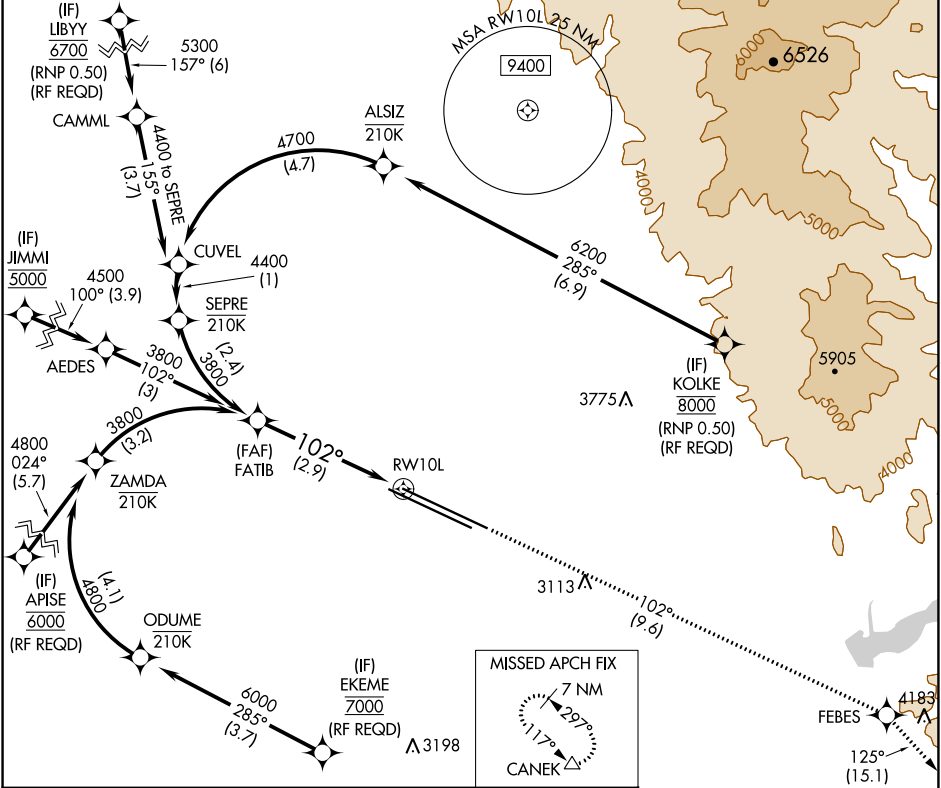 (IF)
LIBYY
6700
(RNP 0.50)
(RF REQD)
5300
157° (6)
CAMML
4400 to SEPRE
155°
(3.7)
MSA RW10L 25 NM
9400
6000
6526
ALSIZ
210K
4700
(4.7)
4000
5000
CUVEL
4400
(1)
6200
285°
(6.9)
(IF)
JIMMI
5000
4500
100° (3.9)
SEPRE
210K
AEDES
3800
102°
(3)
(2.4)
3800
(IF)
KOLKE
8000
(RNP 0.50)
(RF REQD)
5905
5000
4000
3775
3800
(3.2)
(FAF)
FATIB
102°
(2.9)
RW10L
4800
024°
(5.7)
ZAMDA
210K
(IF)
APISE
6000
(RF REQD)
(4.1)
4800
ODUME
210K
3113
102°
(9.6)
(IF)
EKEME
7000
(RF REQD)
6000
285°
(3.7)
3198
MISSED APCH FIX
7 NM
297°
117°
CANEK
FEBES
4183
125°
(15.1)